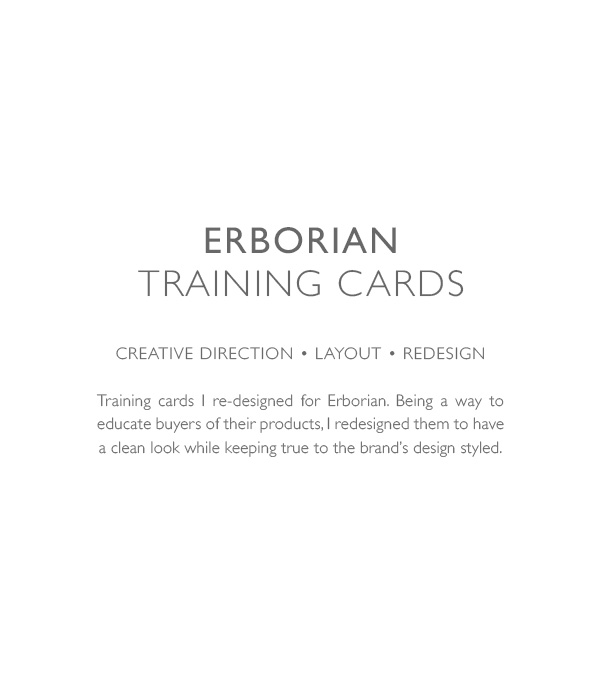 ERBORIAN
TRAINING CARDS
CREATIVE DIRECTION • LAYOUT • REDESIGN
Training cards I re-designed for Erborian. Being a way to
educate buyers of their products, I redesigned them to have
a clean look while keeping true to the brand's design styled.